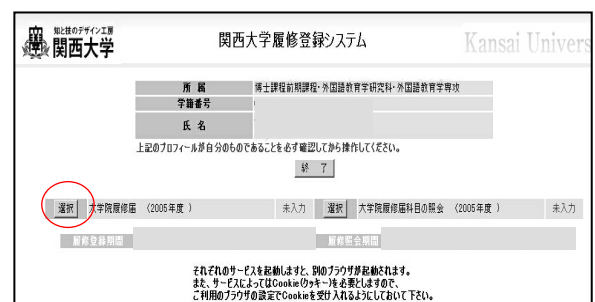 知と技のデザイン工房
関西大学
関西大学履修登録システム
Kansai Univers
所 属 博士課程前期課程・外国語教育学研究科・外国語教育学専攻
学籍番号
氏 名
上記のプロフィールが自分のものであることを必ず確認してから操作してください。
終 了
選択 大学院履修届 (2005年度 ) 未入力 選択 大学院履修届科目の照会 (2005年度 ) 未入力
履修登録期間 履修照会期間
それぞれのサービスを起動しますと、別のブラウザが起動されます。
また、サービスによってはCookie(クッキー)を必要としますので、
ご利用のブラウザの設定でCookieを受け入れるようにしておいて下さい。